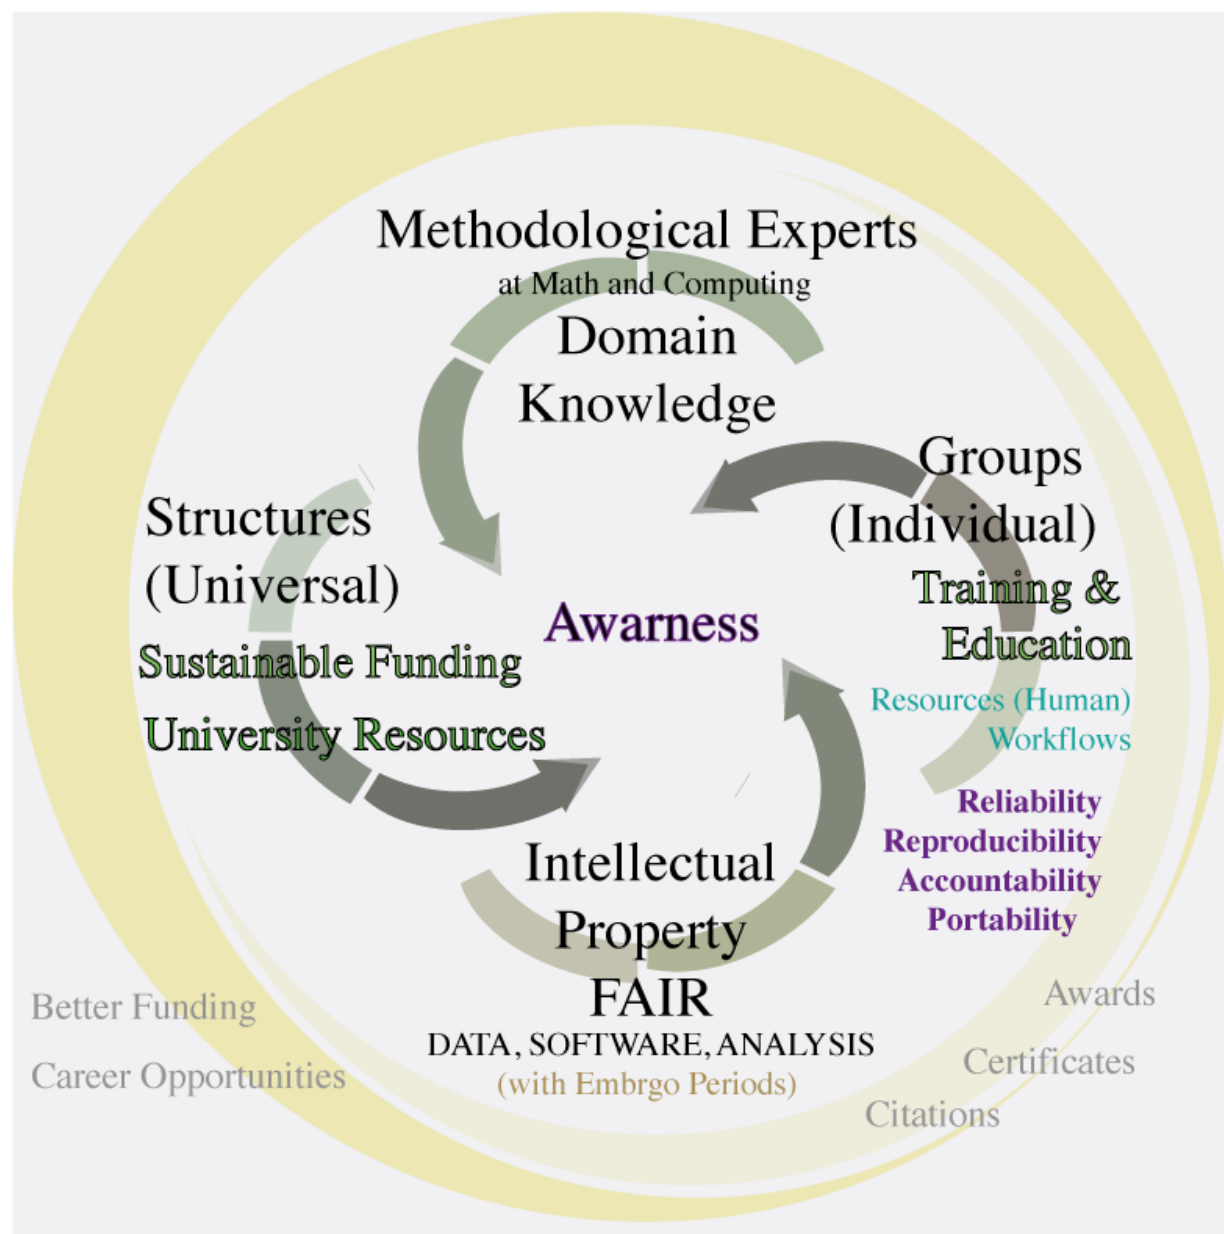 Methodological Experts
at Math and Computing
Domain
Knowledge
Groups
(Individual)
Training &
Education
Resources (Human)
Workflows
Reliability
Reproducibility
Accountability
Portability
Structures
(Universal)
Sustainable Funding
University Resources
Awarness
Intellectual
Property
FAIR
DATA, SOFTWARE, ANALYSIS
(with Embrgo Periods)
Better Funding
Career Opportunities
Awards
Certificates
Citations